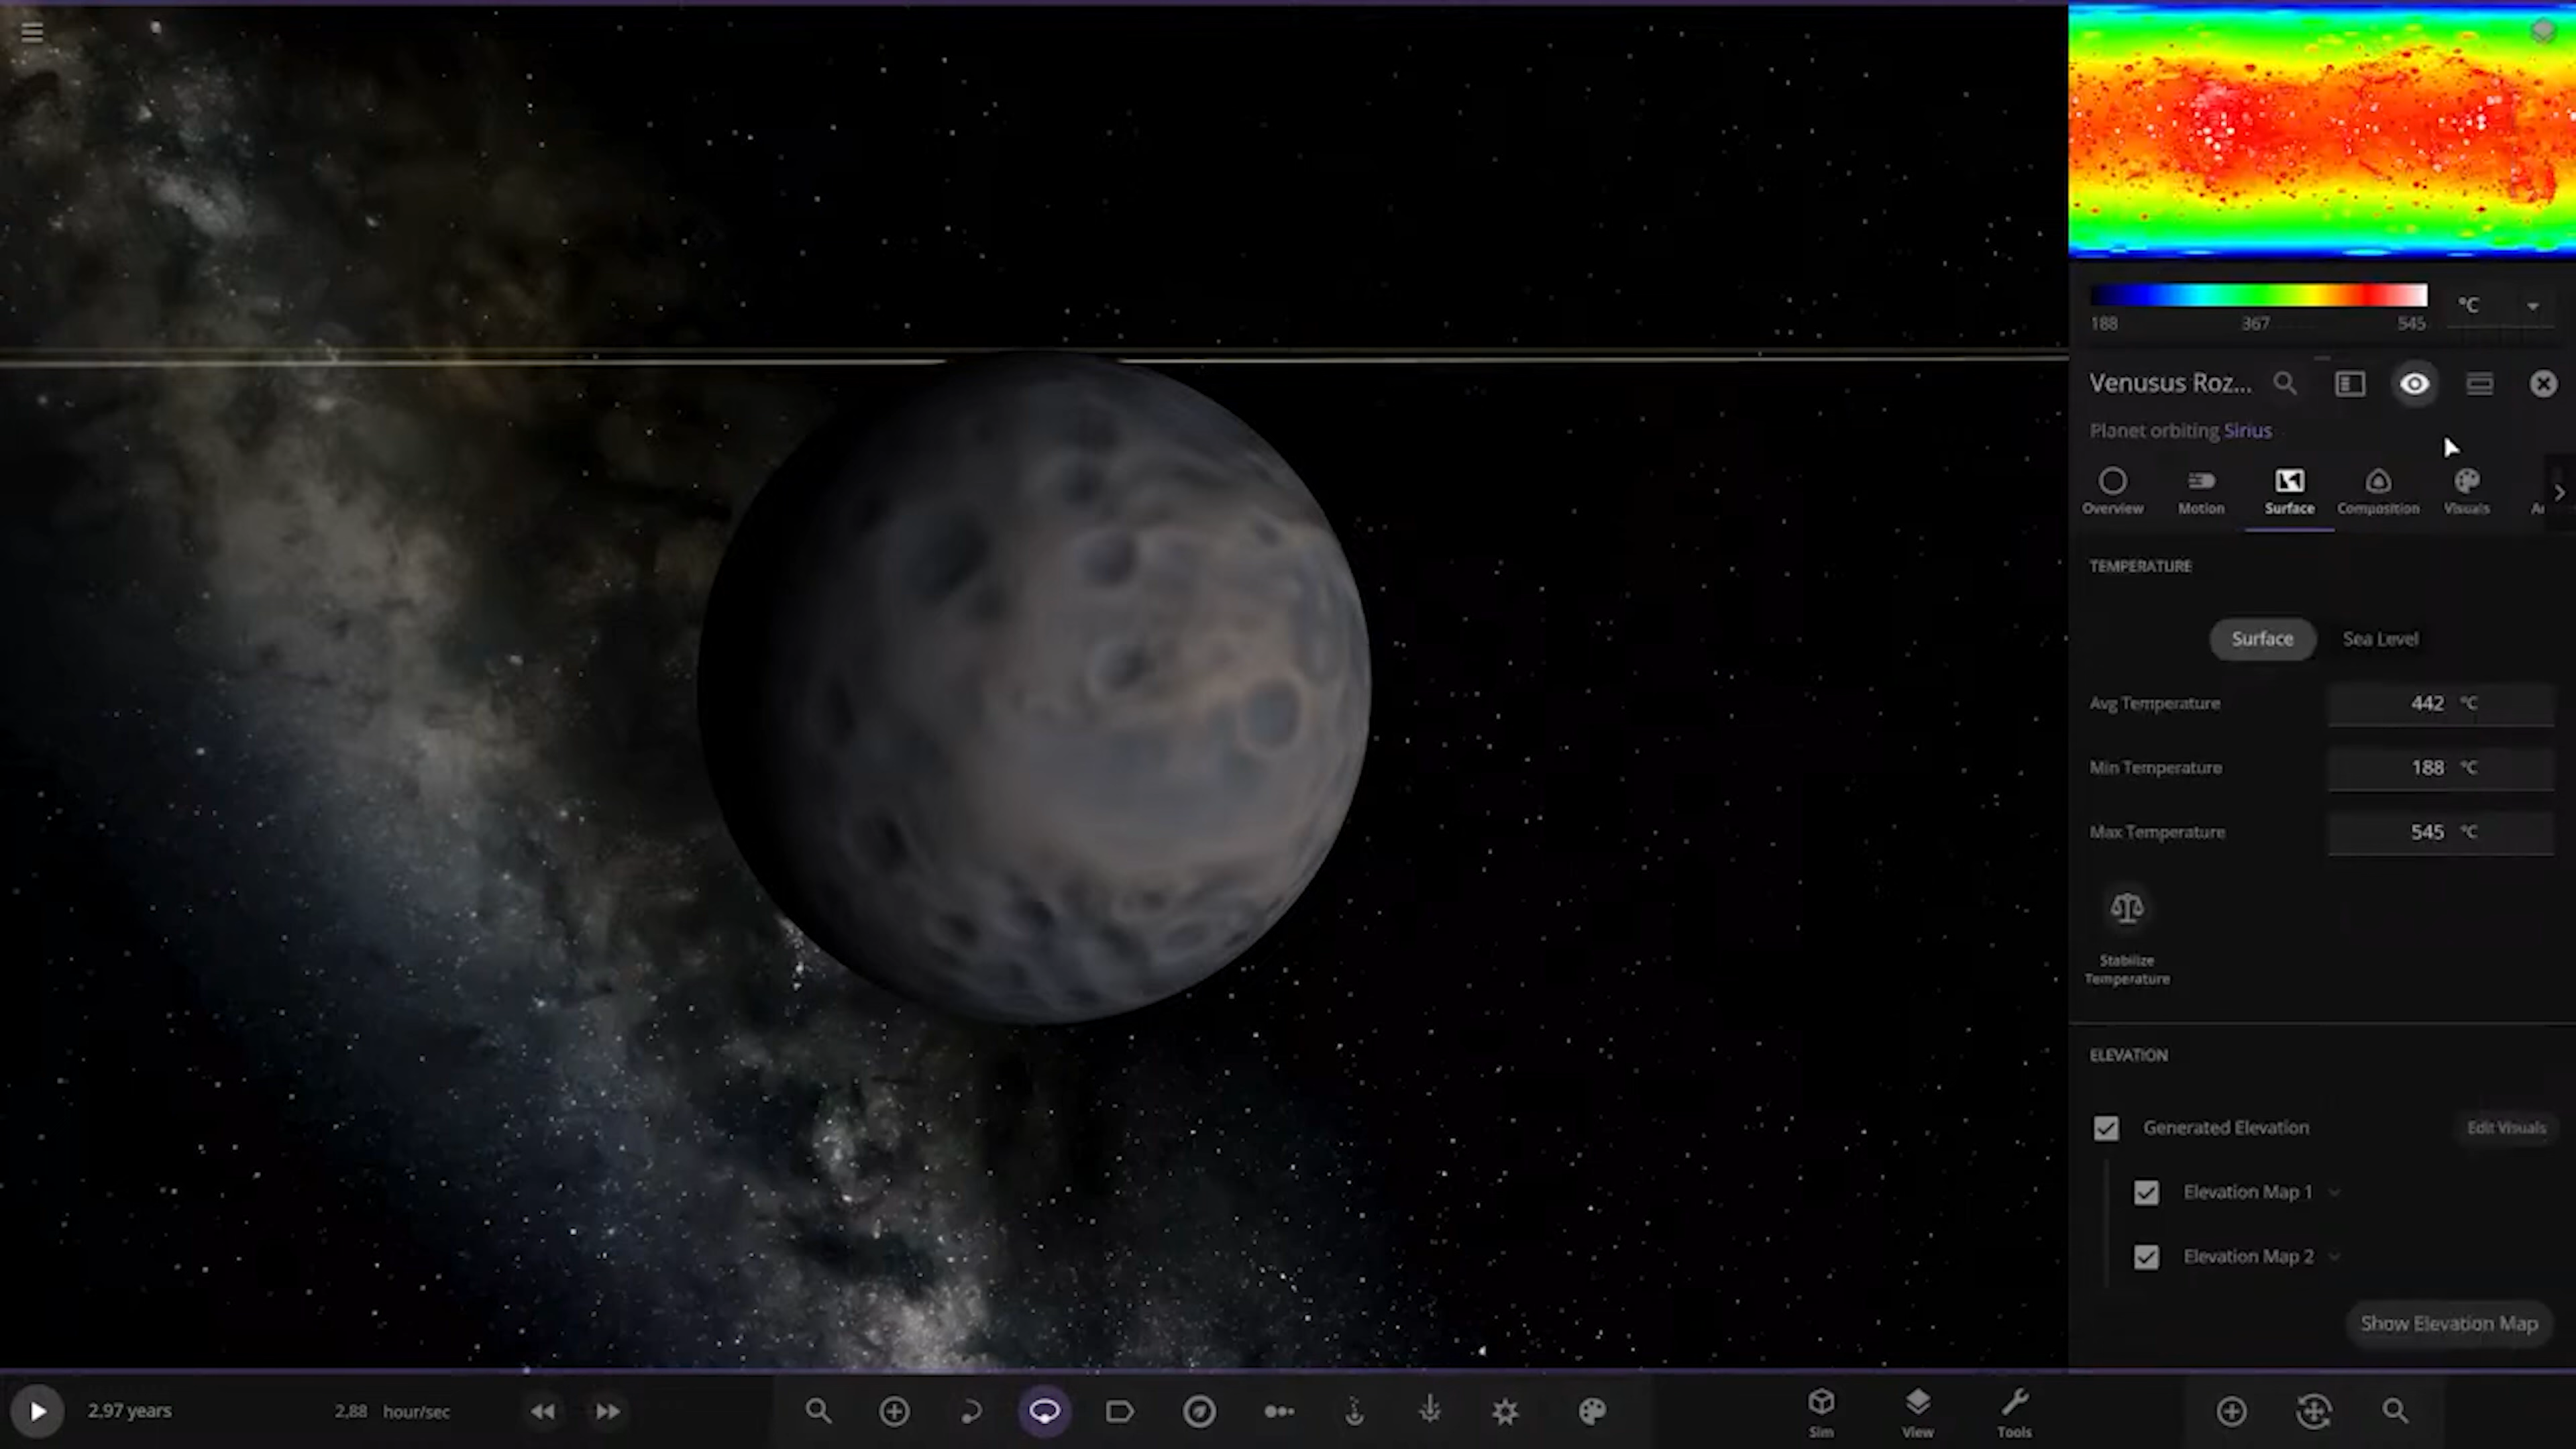 188 367 545 °C
Venusus Roz...
Planet orbiting Sirius
Overview Motion Surface Composition Visuals
TEMPERATURE
Surface Sea Level
Avg Temperature 442 °C
Min Temperature 188 °C
Max Temperature 545 °C
Stabilize
Temperature
ELEVATION
Generated Elevation Edit Visuals
Elevation Map 1
Elevation Map 2
Show Elevation Map
2,97 years 2,88 hour/sec
Sim View Tools